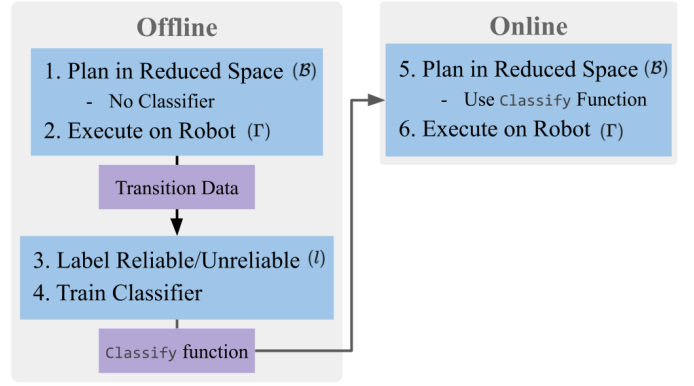 Offline
1. Plan in Reduced Space (ℬ)
- No Classifier
2. Execute on Robot (Γ)
Transition Data
3. Label Reliable/Unreliable (l)
4. Train Classifier
Classify function
Online
5. Plan in Reduced Space (ℬ)
- Use Classify Function
6. Execute on Robot (Γ)